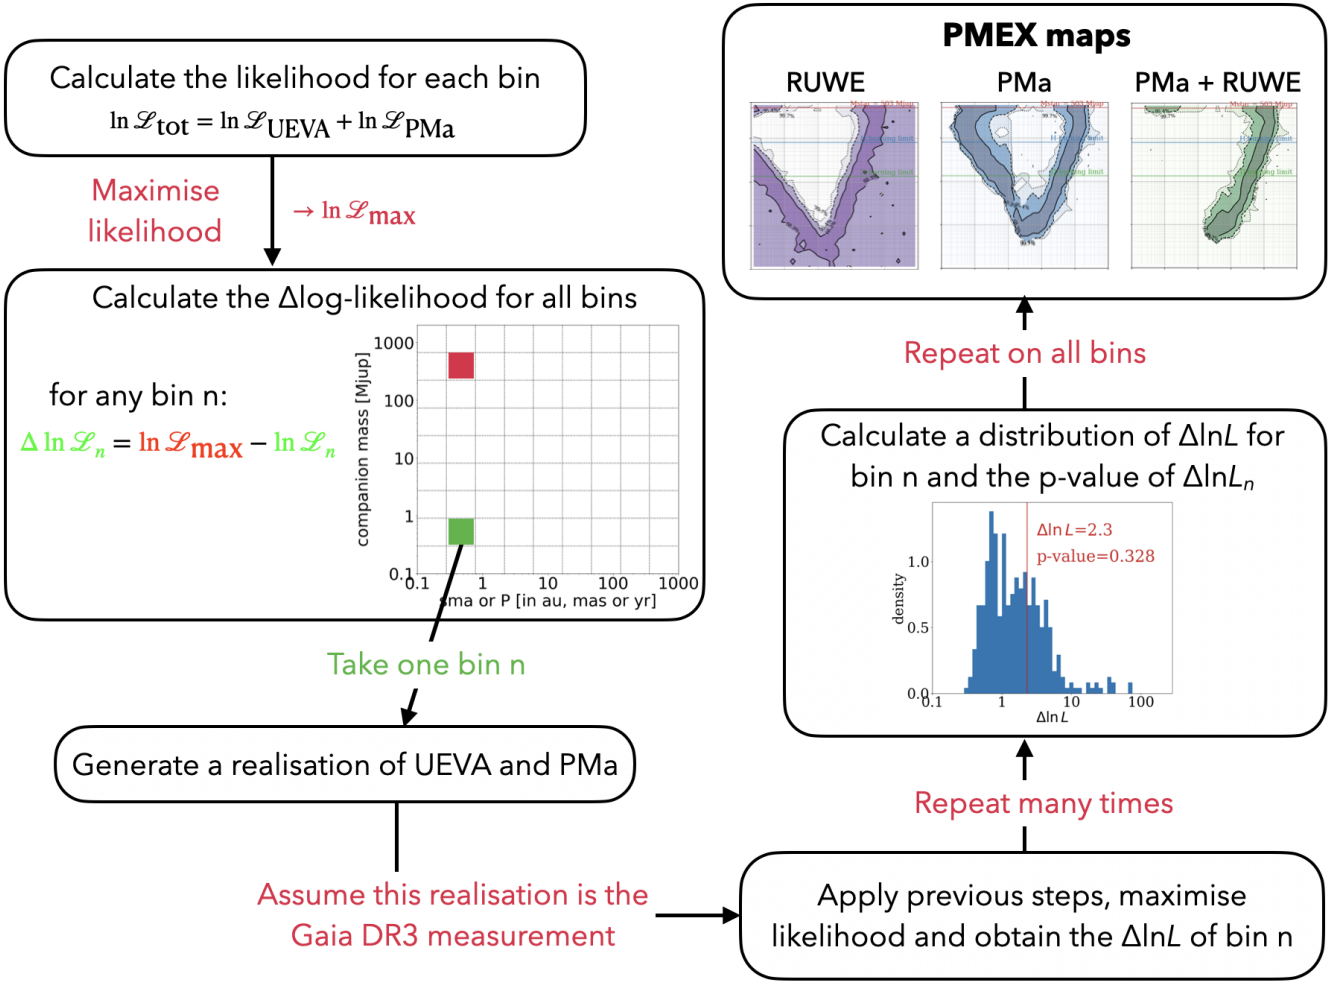 Calculate the likelihood for each bin
ln ℒtot = ln ℒUEVA + ln ℒPMa
Maximise
likelihood
→ ln ℒmax
Calculate the Δlog-likelihood for all bins
for any bin n:
Δ ln ℒn = ln ℒmax − ln ℒn
companion mass [Mjup]
1000
100
10
1
0.1
0.1 1 10 100 1000
sma or P [in au, mas or yr]
Take one bin n
Generate a realisation of UEVA and PMa
Assume this realisation is the
Gaia DR3 measurement
Apply previous steps, maximise
likelihood and obtain the ΔlnL of bin n
Repeat many times
Calculate a distribution of ΔlnL for
bin n and the p-value of ΔlnLn
ΔlnL=2.3
p-value=0.328
density
1.0
0.5
0.0
0.1 1 10 100
ΔlnL
Repeat on all bins
PMEX maps
RUWE PMa PMa + RUWE